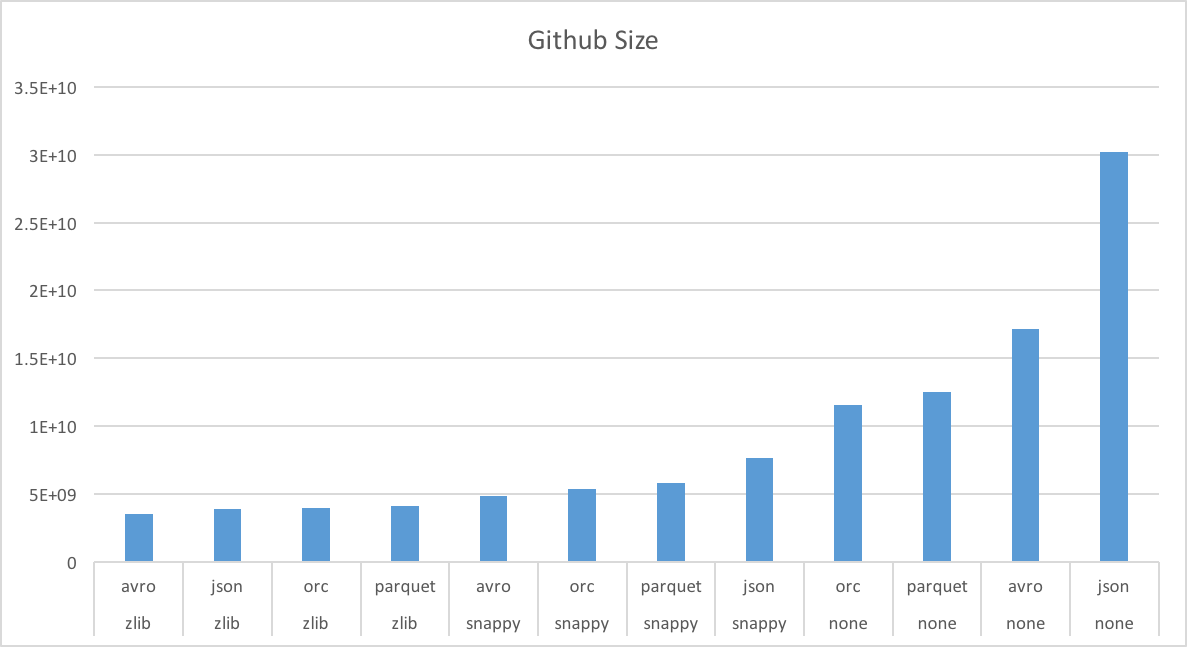 Github Size
3.5E+10
3E+10
2.5E+10
2E+10
1.5E+10
1E+10
5E+09
0
avro json orc parquet avro orc parquet json orc parquet avro json
zlib zlib zlib zlib snappy snappy snappy snappy none none none none